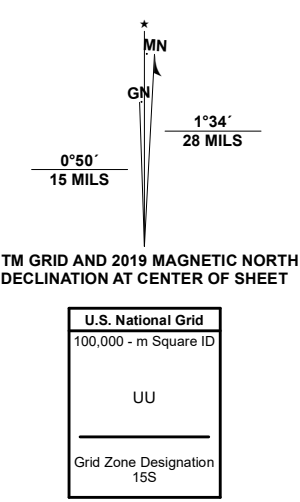 ★
MN
GN
1°34´
28 MILS
0°50´
15 MILS
TM GRID AND 2019 MAGNETIC NORTH
DECLINATION AT CENTER OF SHEET
U.S. National Grid
100,000 - m Square ID
UU
Grid Zone Designation
15S